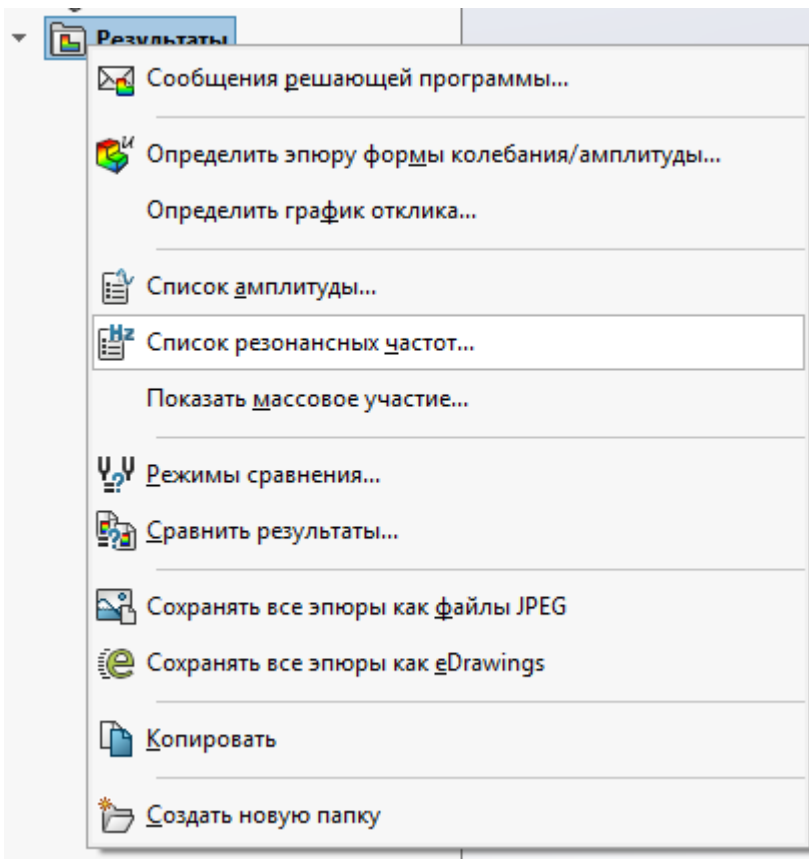 Результаты
Сообщения решающей программы...
Определить эпюру формы колебания/амплитуды...
Определить график отклика...
Список амплитуды...
Список резонансных частот...
Показать массовое участие...
Режимы сравнения...
Сравнить результаты...
Сохранять все эпюры как файлы JPEG
Сохранять все эпюры как eDrawings
Копировать
Создать новую папку